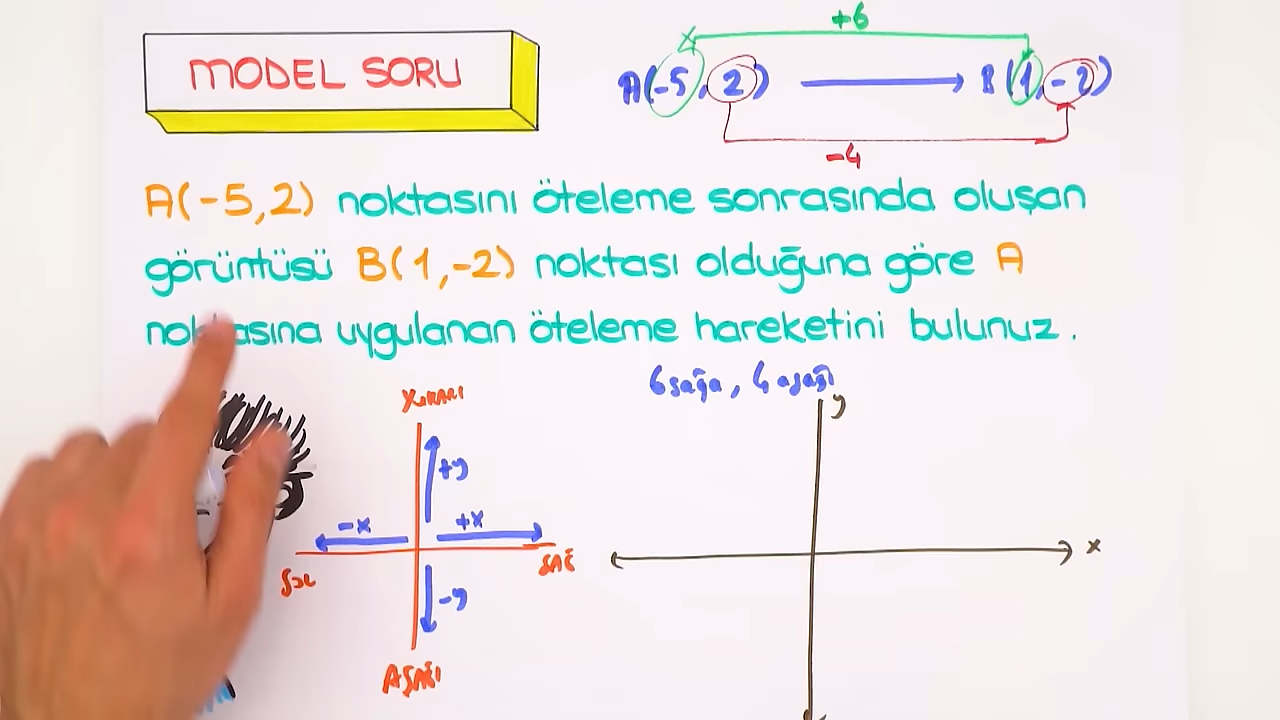 MODEL SORU
+6
A(-5, 2) B(1, -2)
-4
A(-5,2) noktasını öteleme sonrasında oluşan
görüntüsü B(1,-2) noktası olduğuna göre A
noktasına uygulanan öteleme hareketini bulunuz.
6 sağa, 4 aşağı
YUKARI
y
+y
-x +x
x
SOL SAĞ
-y
AŞAĞI